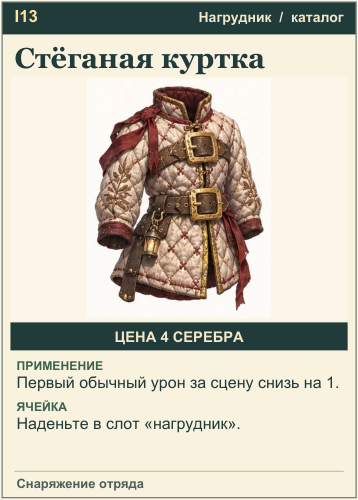 I13
Нагрудник / каталог
Стёганая куртка
ЦЕНА 4 СЕРЕБРА
ПРИМЕНЕНИЕ
Первый обычный урон за сцену снизь на 1.
ЯЧЕЙКА
Наденьте в слот «нагрудник».
Снаряжение отряда